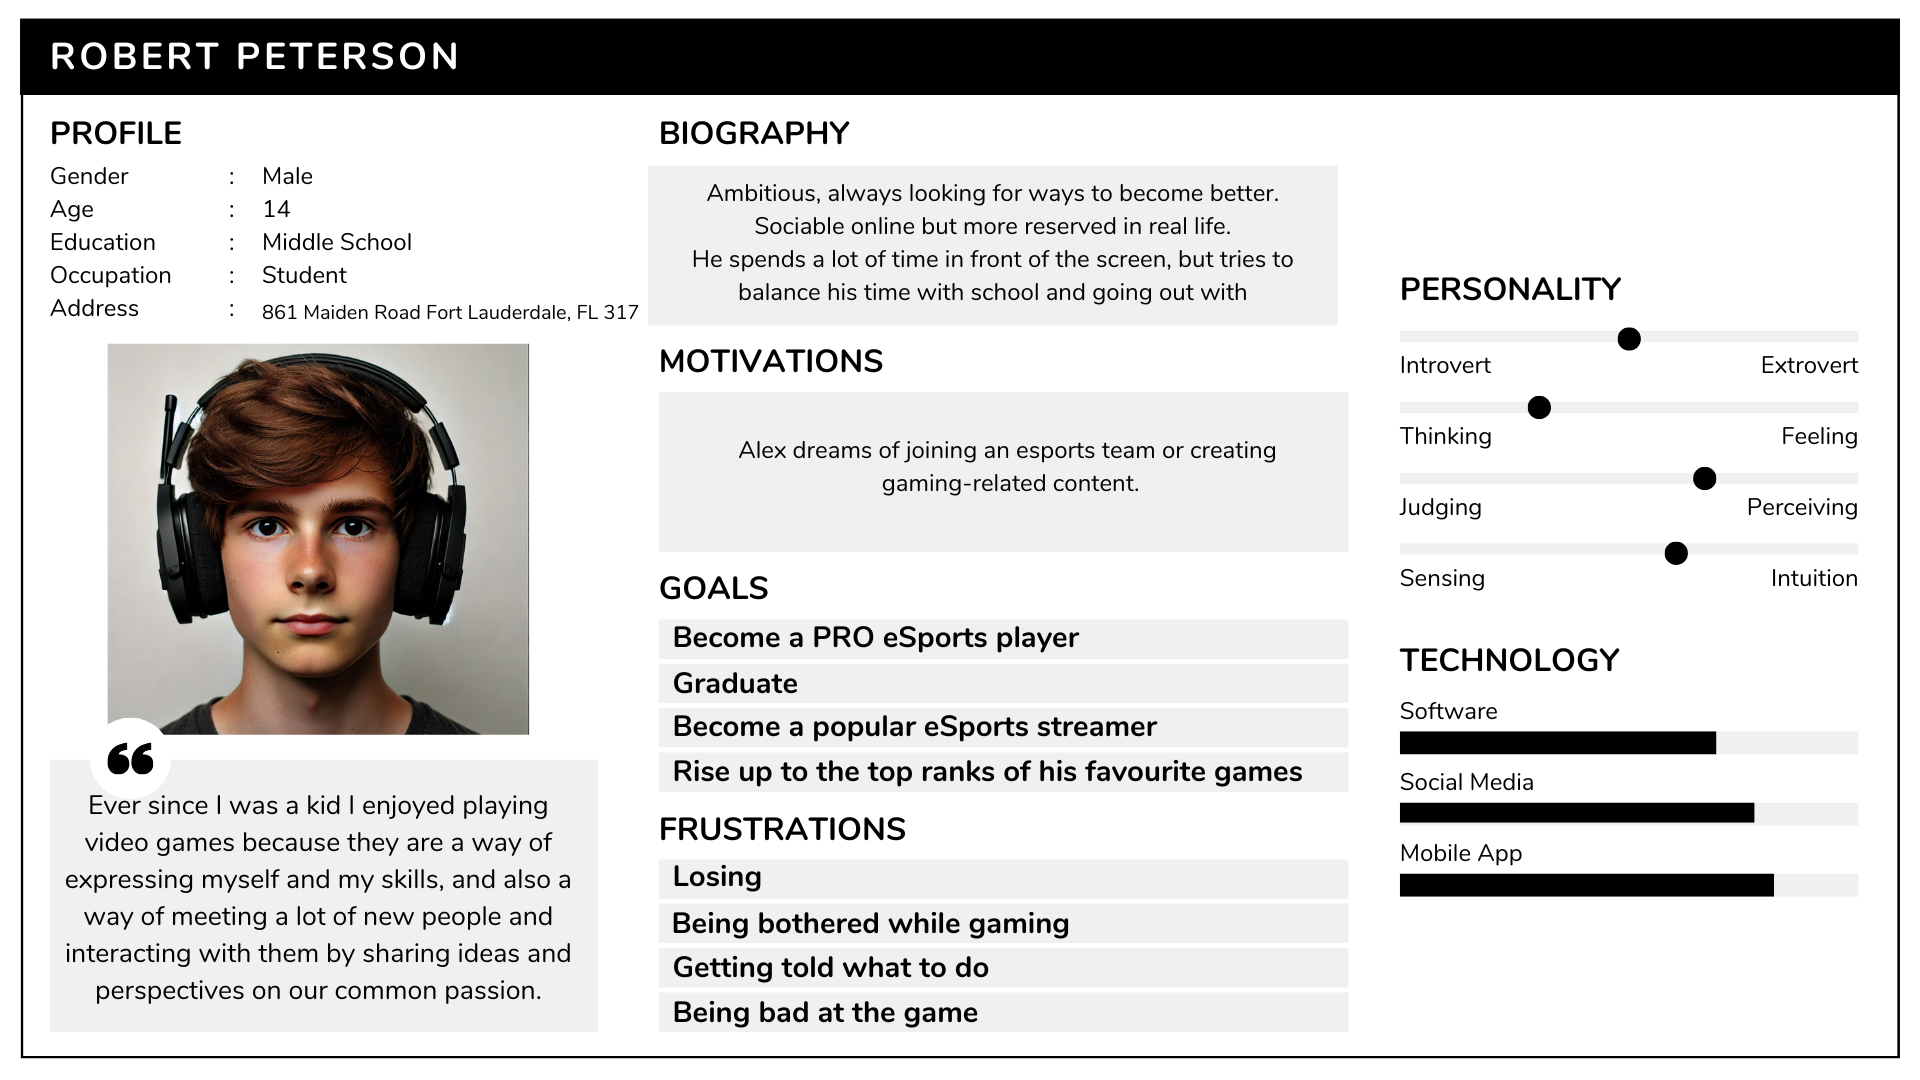 ROBERT PETERSON
PROFILE
Gender : Male
Age : 14
Education : Middle School
Occupation : Student
Address : 861 Maiden Road Fort Lauderdale, FL 317
Ever since I was a kid I enjoyed playing
video games because they are a way of
expressing myself and my skills, and also a
way of meeting a lot of new people and
interacting with them by sharing ideas and
perspectives on our common passion.
BIOGRAPHY
Ambitious, always looking for ways to become better.
Sociable online but more reserved in real life.
He spends a lot of time in front of the screen, but tries to
balance his time with school and going out with
MOTIVATIONS
Alex dreams of joining an esports team or creating
gaming-related content.
GOALS
Become a PRO eSports player
Graduate
Become a popular eSports streamer
Rise up to the top ranks of his favourite games
FRUSTRATIONS
Losing
Being bothered while gaming
Getting told what to do
Being bad at the game
PERSONALITY
Introvert Extrovert
Thinking Feeling
Judging Perceiving
Sensing Intuition
TECHNOLOGY
Software
Social Media
Mobile App